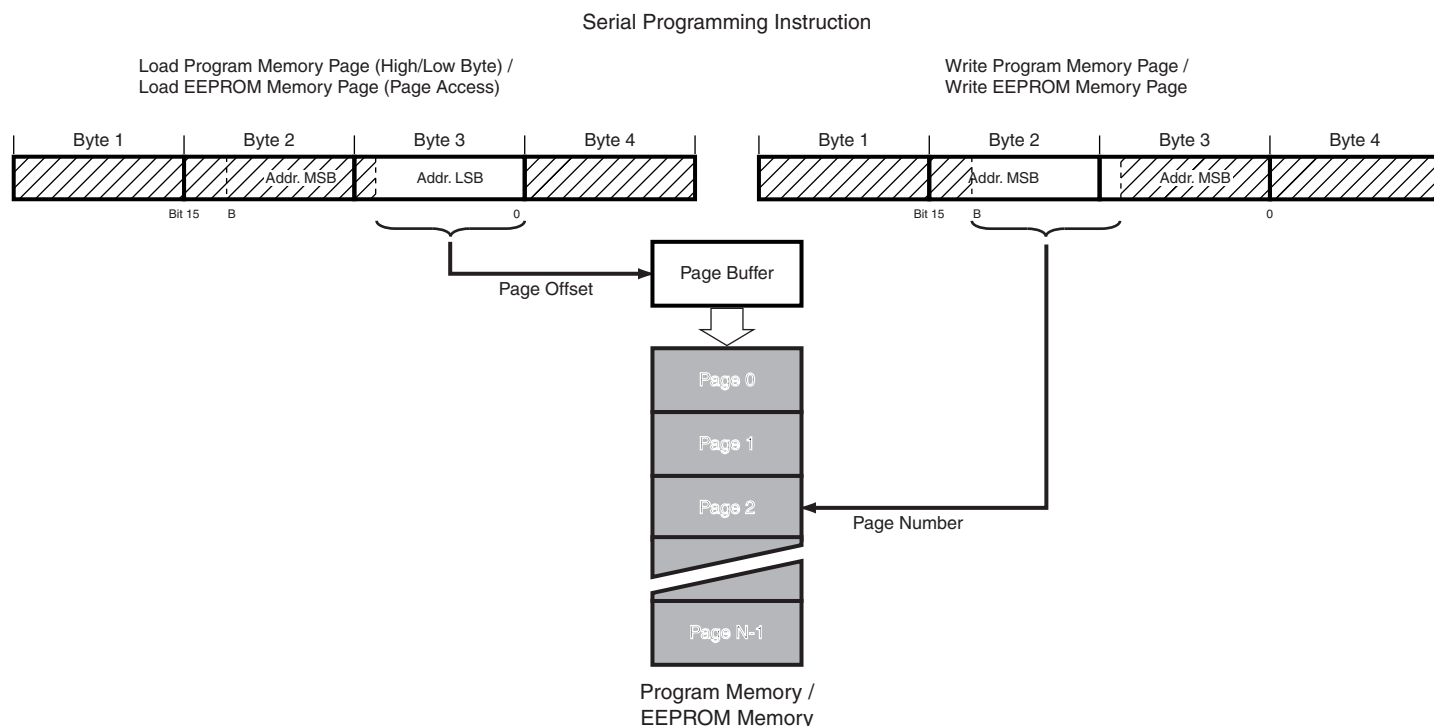 Serial Programming Instruction
Load Program Memory Page (High/Low Byte) /
Load EEPROM Memory Page (Page Access)
Write Program Memory Page /
Write EEPROM Memory Page
Byte 1 Byte 2 Byte 3 Byte 4
Byte 1 Byte 2 Byte 3 Byte 4
Addr. MSB Addr. LSB
Addr. MSB Addr. MSB
Bit 15 B 0
Bit 15 B 0
Page Buffer
Page Offset
Page 0
Page 1
Page 2
Page Number
Page N-1
Program Memory /
EEPROM Memory